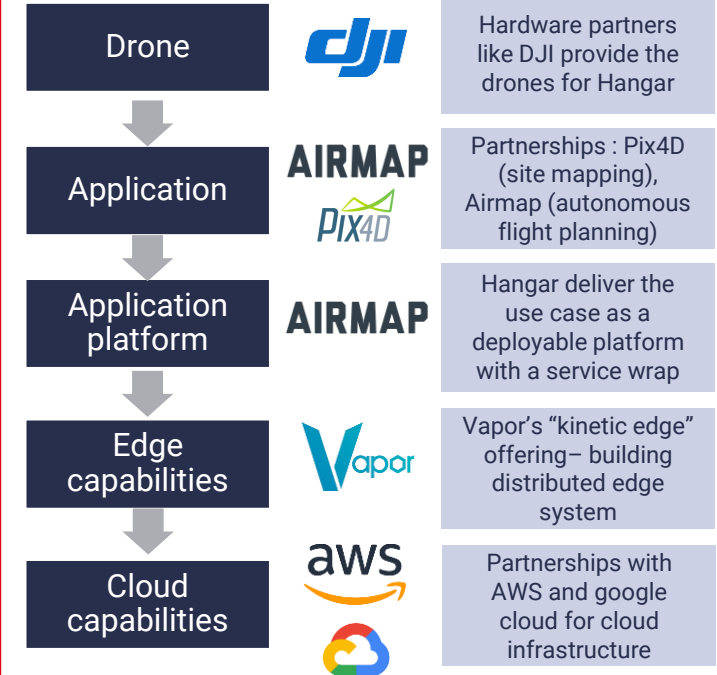 Drone
dji
Hardware partners
like DJI provide the
drones for Hangar
Application
AIRMAP
PIX4D
Partnerships : Pix4D
(site mapping),
Airmap (autonomous
flight planning)
Application
platform
AIRMAP
Hangar deliver the
use case as a
deployable platform
with a service wrap
Edge
capabilities
Vapor
Vapor’s “kinetic edge”
offering– building
distributed edge
system
Cloud
capabilities
aws
Partnerships with
AWS and google
cloud for cloud
infrastructure